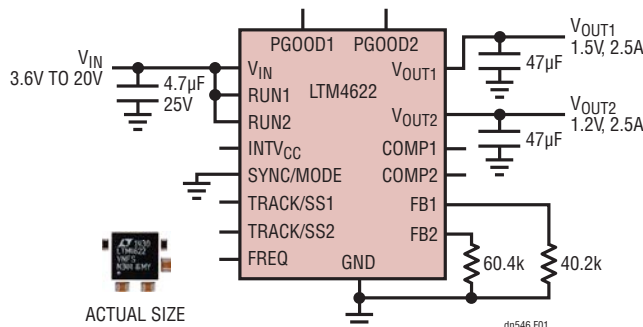 PGOOD1 PGOOD2
V_IN
3.6V TO 20V
4.7µF
25V
V_IN
RUN1
RUN2
INTV_CC
SYNC/MODE
TRACK/SS1
TRACK/SS2
FREQ
LTM4622
GND
V_OUT1
V_OUT2
COMP1
COMP2
FB1
FB2
47µF
V_OUT1
1.5V, 2.5A
47µF
V_OUT2
1.2V, 2.5A
60.4k
40.2k
LTM4622
ACTUAL SIZE
dn546 F01